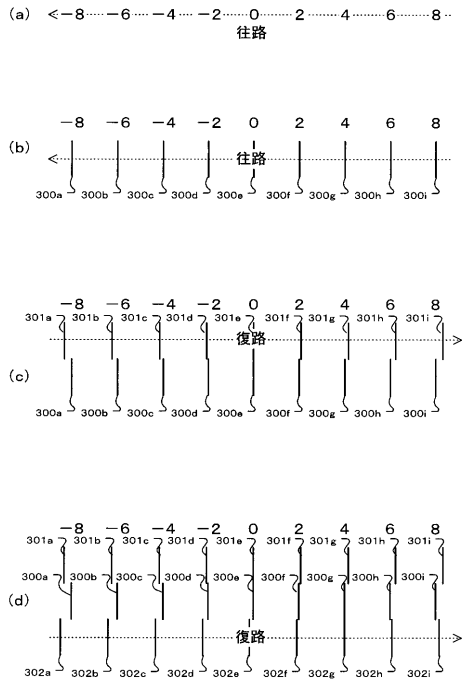 (a) −8 −6 −4 −2 0 2 4 6 8
往路
−8 −6 −4 −2 0 2 4 6 8
(b) 往路
300a 300b 300c 300d 300e 300f 300g 300h 300i
−8 −6 −4 −2 0 2 4 6 8
301a 301b 301c 301d 301e 301f 301g 301h 301i
復路
(c)
300a 300b 300c 300d 300e 300f 300g 300h 300i
−8 −6 −4 −2 0 2 4 6 8
301a 301b 301c 301d 301e 301f 301g 301h 301i
300a 300b 300c 300d 300e 300f 300g 300h 300i
(d)
復路
302a 302b 302c 302d 302e 302f 302g 302h 302i